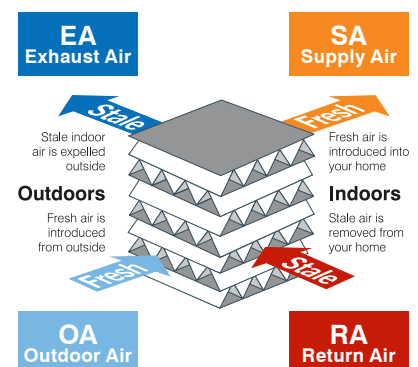 EA
Exhaust Air
SA
Supply Air
Stale
Fresh
Stale indoor
air is expelled
outside
Fresh air is
introduced into
your home
Outdoors
Indoors
Fresh air is
introduced
from outside
Stale air is
removed from
your home
Fresh
Stale
OA
Outdoor Air
RA
Return Air